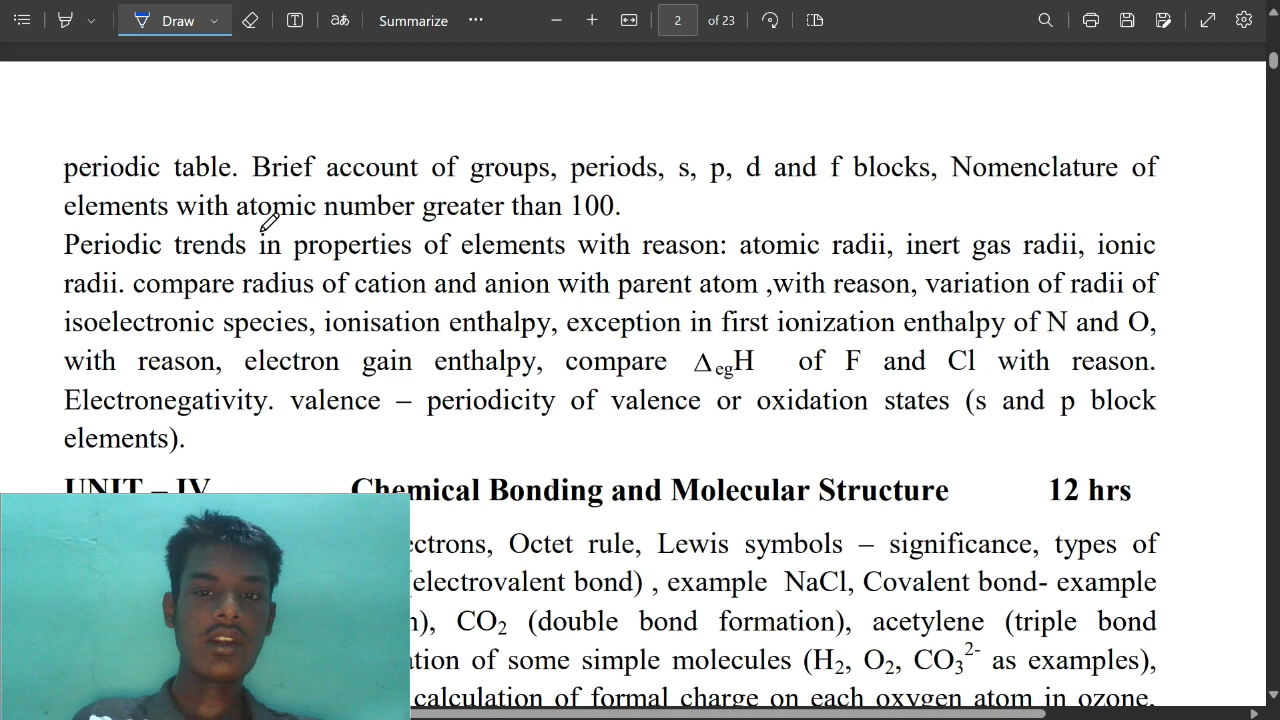 Draw
Summarize
2 of 23
periodic table. Brief account of groups, periods, s, p, d and f blocks, Nomenclature of
elements with atomic number greater than 100.
Periodic trends in properties of elements with reason: atomic radii, inert gas radii, ionic
radii. compare radius of cation and anion with parent atom ,with reason, variation of radii of
isoelectronic species, ionisation enthalpy, exception in first ionization enthalpy of N and O,
with reason, electron gain enthalpy, compare ΔegH of F and Cl with reason.
Electronegativity. valence – periodicity of valence or oxidation states (s and p block
elements).
UNIT – IV Chemical Bonding and Molecular Structure 12 hrs
Octet rule, Lewis symbols – significance, types of
(electrovalent bond) , example NaCl, Covalent bond- example
CO2 (double bond formation), acetylene (triple bond
of some simple molecules (H2, O2, CO3 2- as examples),
calculation of formal charge on each oxygen atom in ozone,